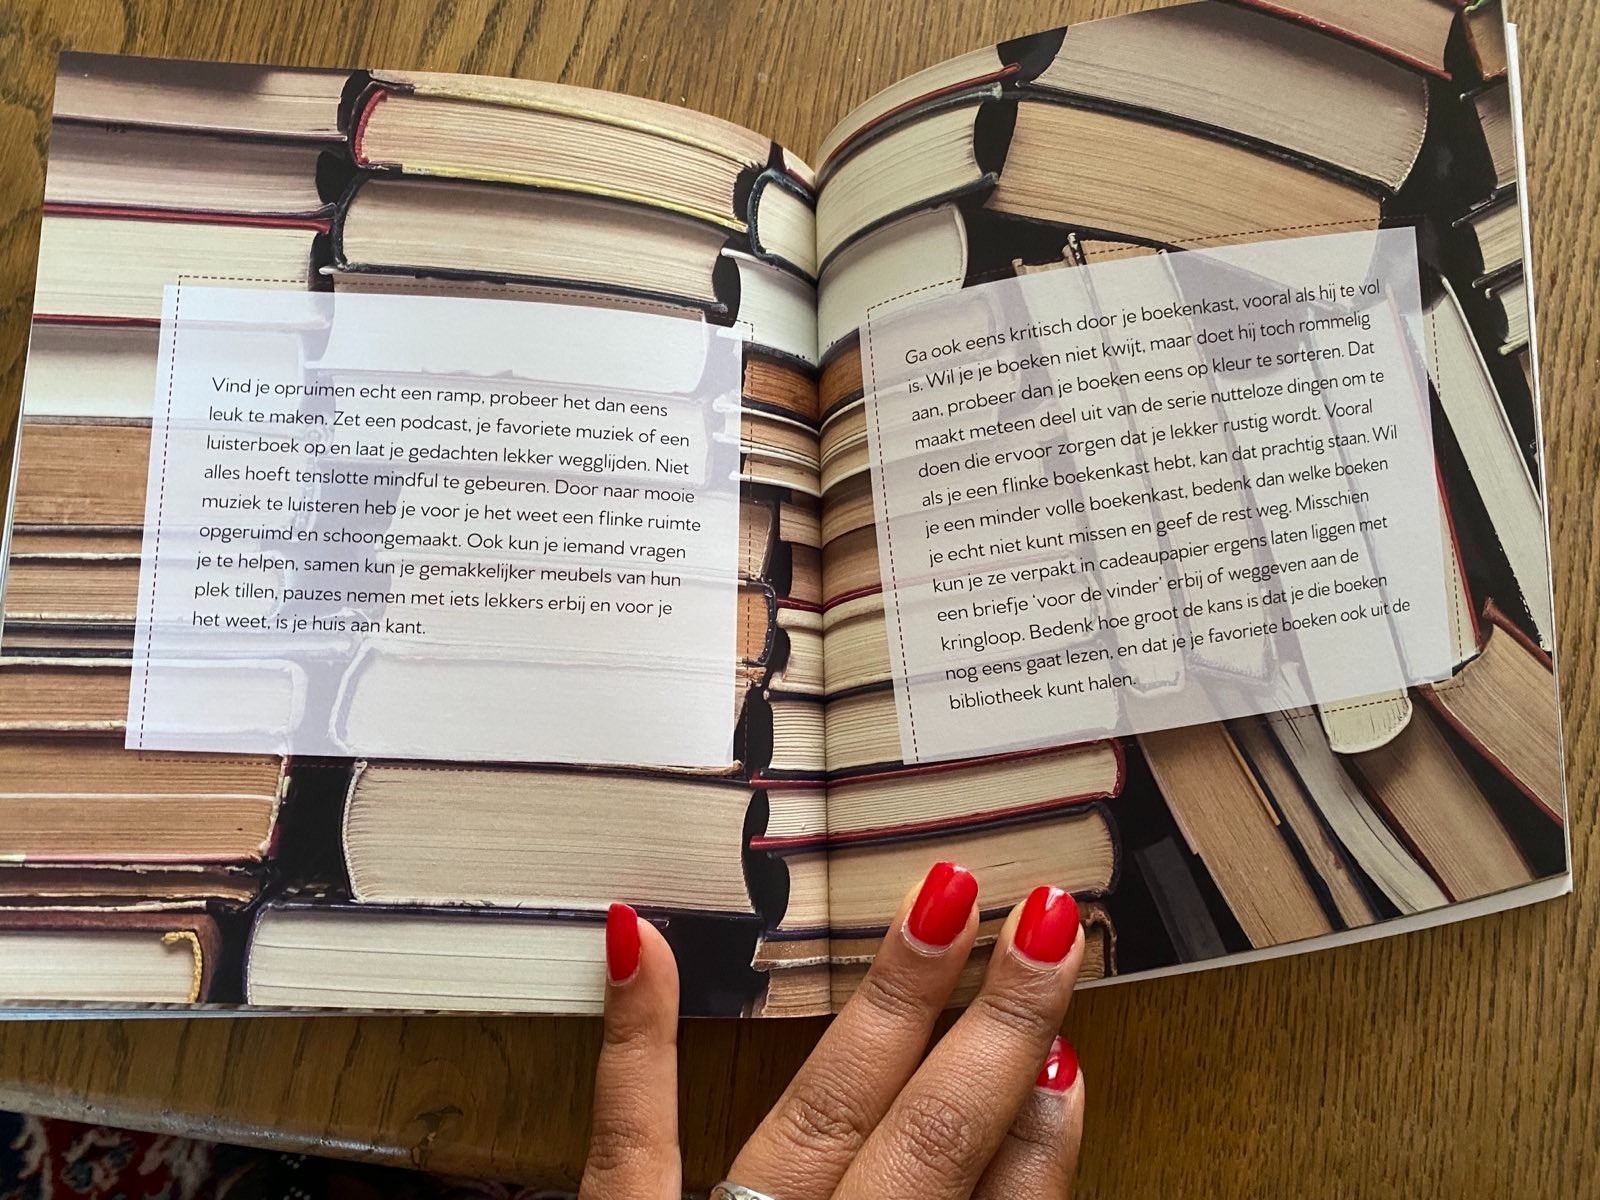 Vind je opruimen echt een ramp, probeer het dan eens
leuk te maken. Zet een podcast, je favoriete muziek of een
luisterboek op en laat je gedachten lekker wegglijden. Niet
alles hoeft tenslotte mindful te gebeuren. Door naar mooie
muziek te luisteren heb je voor je het weet een flinke ruimte
opgeruimd en schoongemaakt. Ook kun je iemand vragen
je te helpen, samen kun je gemakkelijker meubels van hun
plek tillen, pauzes nemen met iets lekkers erbij en voor je
het weet, is je huis aan kant.
Ga ook eens kritisch door je boekenkast, vooral als hij te vol
is. Wil je je boeken niet kwijt, maar doet hij toch rommelig
aan, probeer dan je boeken eens op kleur te sorteren. Dat
maakt meteen deel uit van de serie nutteloze dingen om te
doen die ervoor zorgen dat je lekker rustig wordt. Vooral
als je een flinke boekenkast hebt, kan dat prachtig staan. Wil
je een minder volle boekenkast, bedenk dan welke boeken
je echt niet kunt missen en geef de rest weg. Misschien
kun je ze verpakt in cadeaupapier ergens laten liggen met
een briefje 'voor de vinder' erbij of weggeven aan de
kringloop. Bedenk hoe groot de kans is dat je die boeken
nog eens gaat lezen, en dat je je favoriete boeken ook uit de
bibliotheek kunt halen.